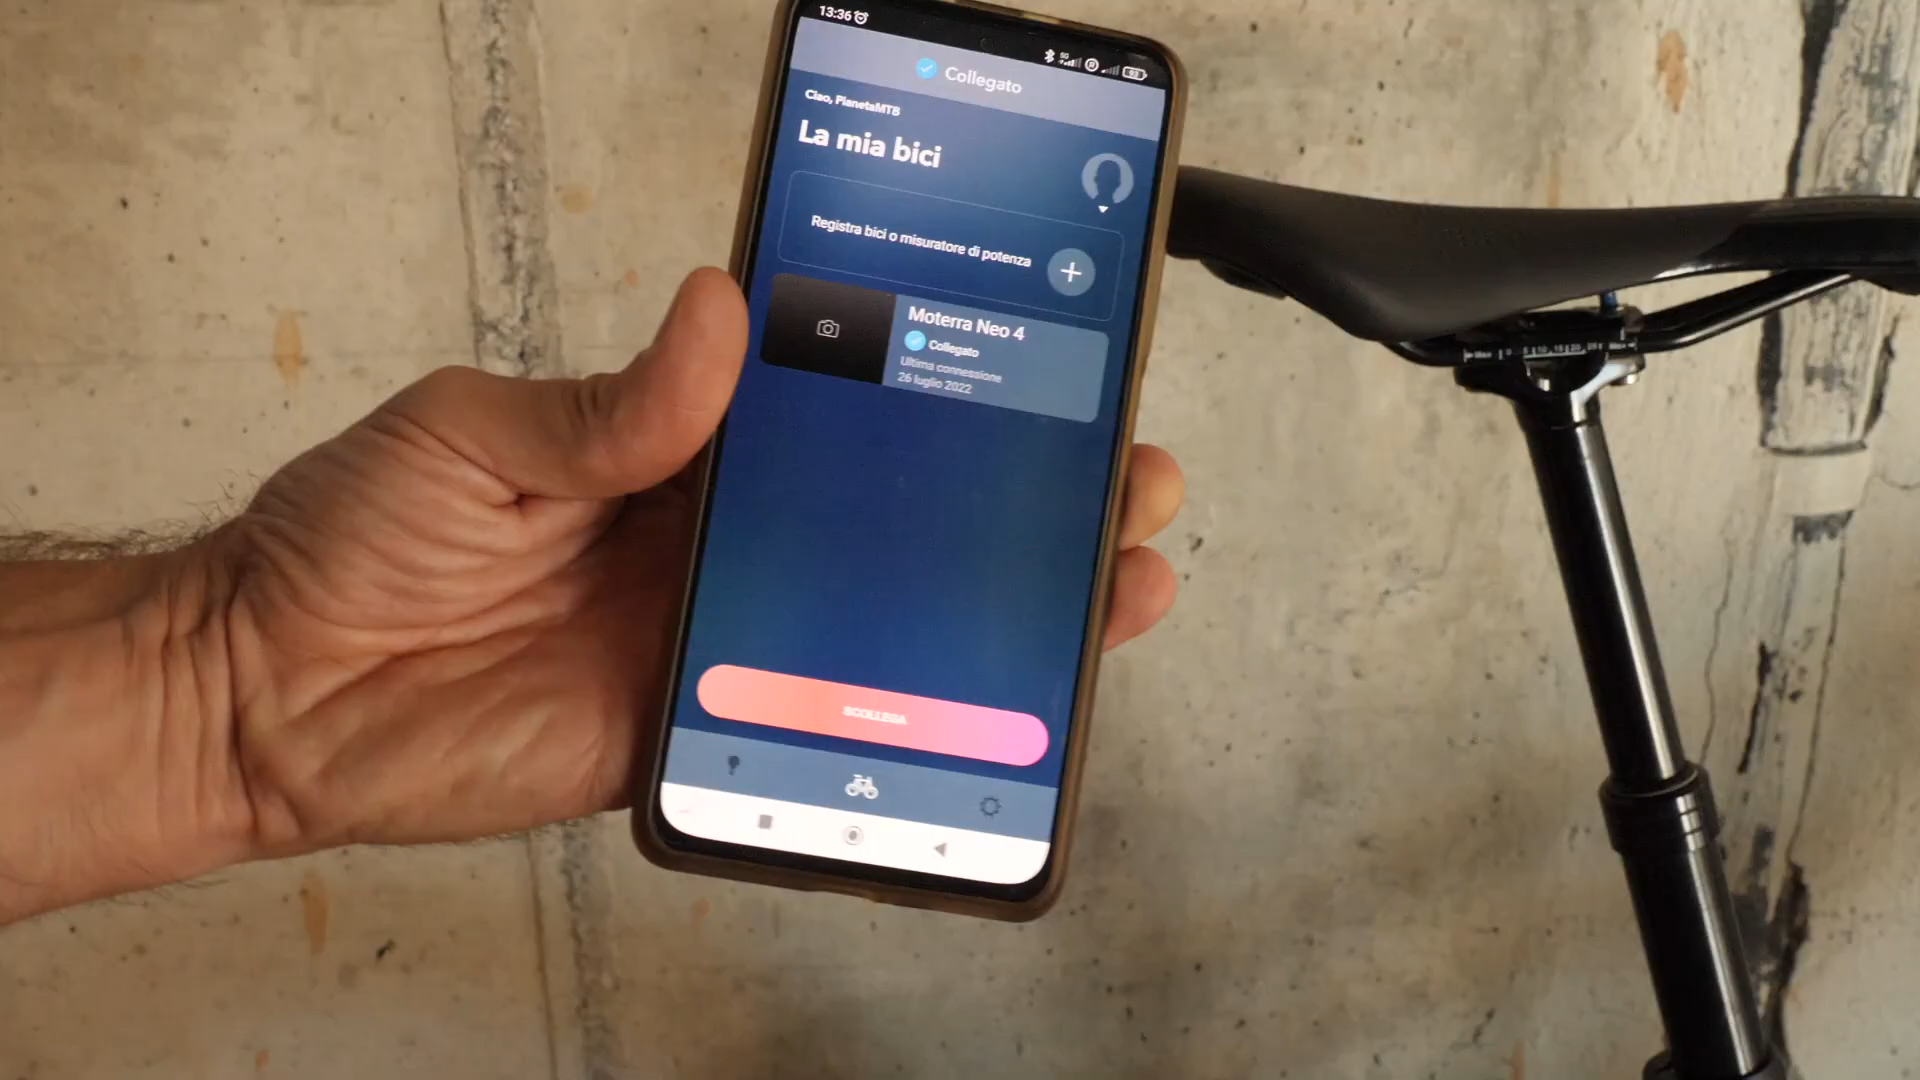 13:36
Collegato
Ciao, PianetaMTB
La mia bici
Registra bici o misuratore di potenza
Moterra Neo 4
Collegato
Ultima connessione
26 luglio 2022
SCOLLEGA